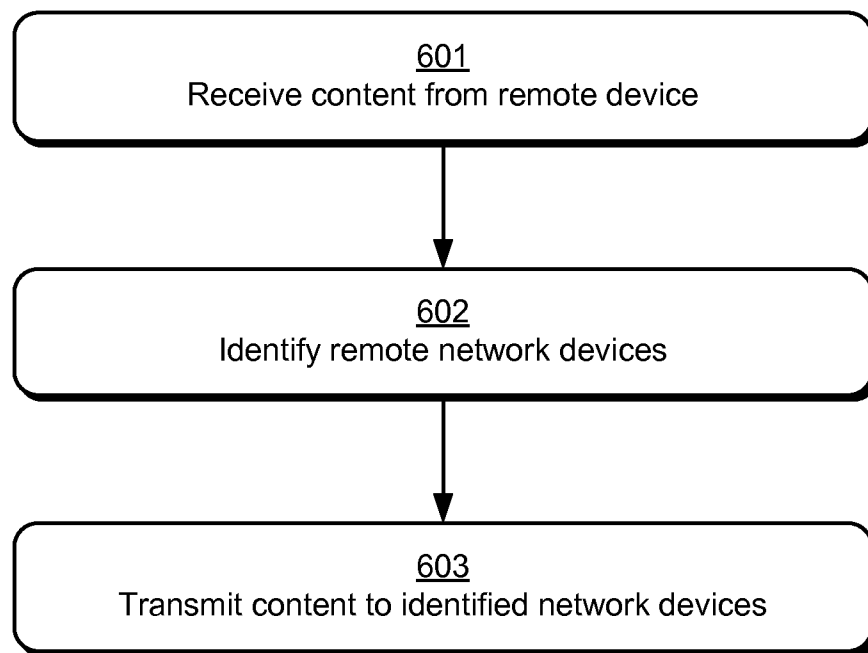 601
Receive content from remote device
602
Identify remote network devices
603
Transmit content to identified network devices